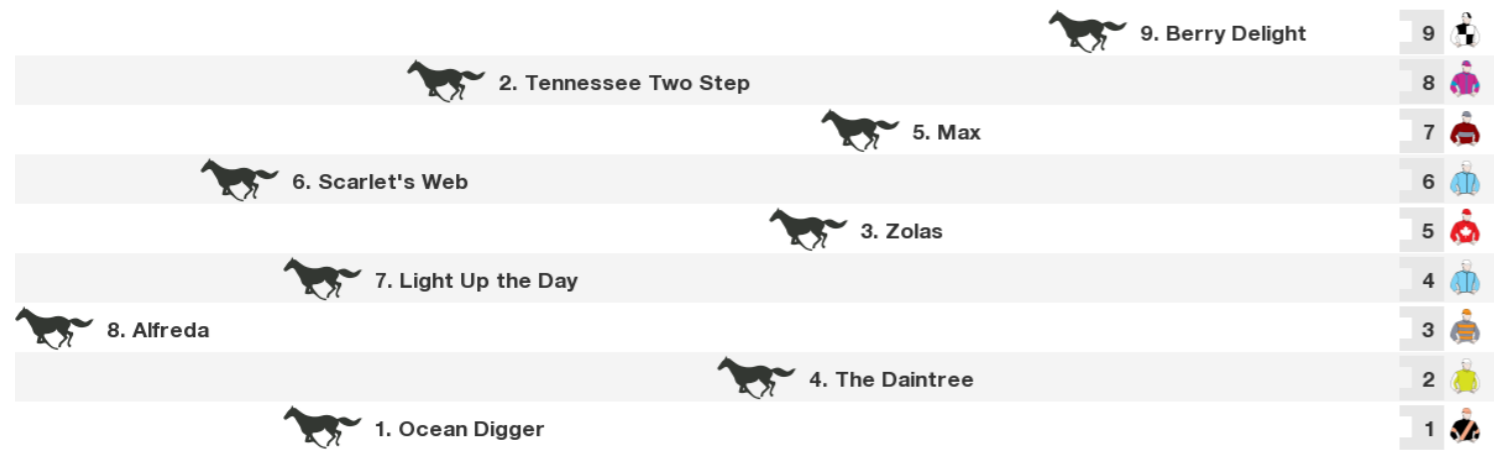 9. Berry Delight 9
2. Tennessee Two Step 8
5. Max 7
6. Scarlet's Web 6
3. Zolas 5
7. Light Up the Day 4
8. Alfreda 3
4. The Daintree 2
1. Ocean Digger 1